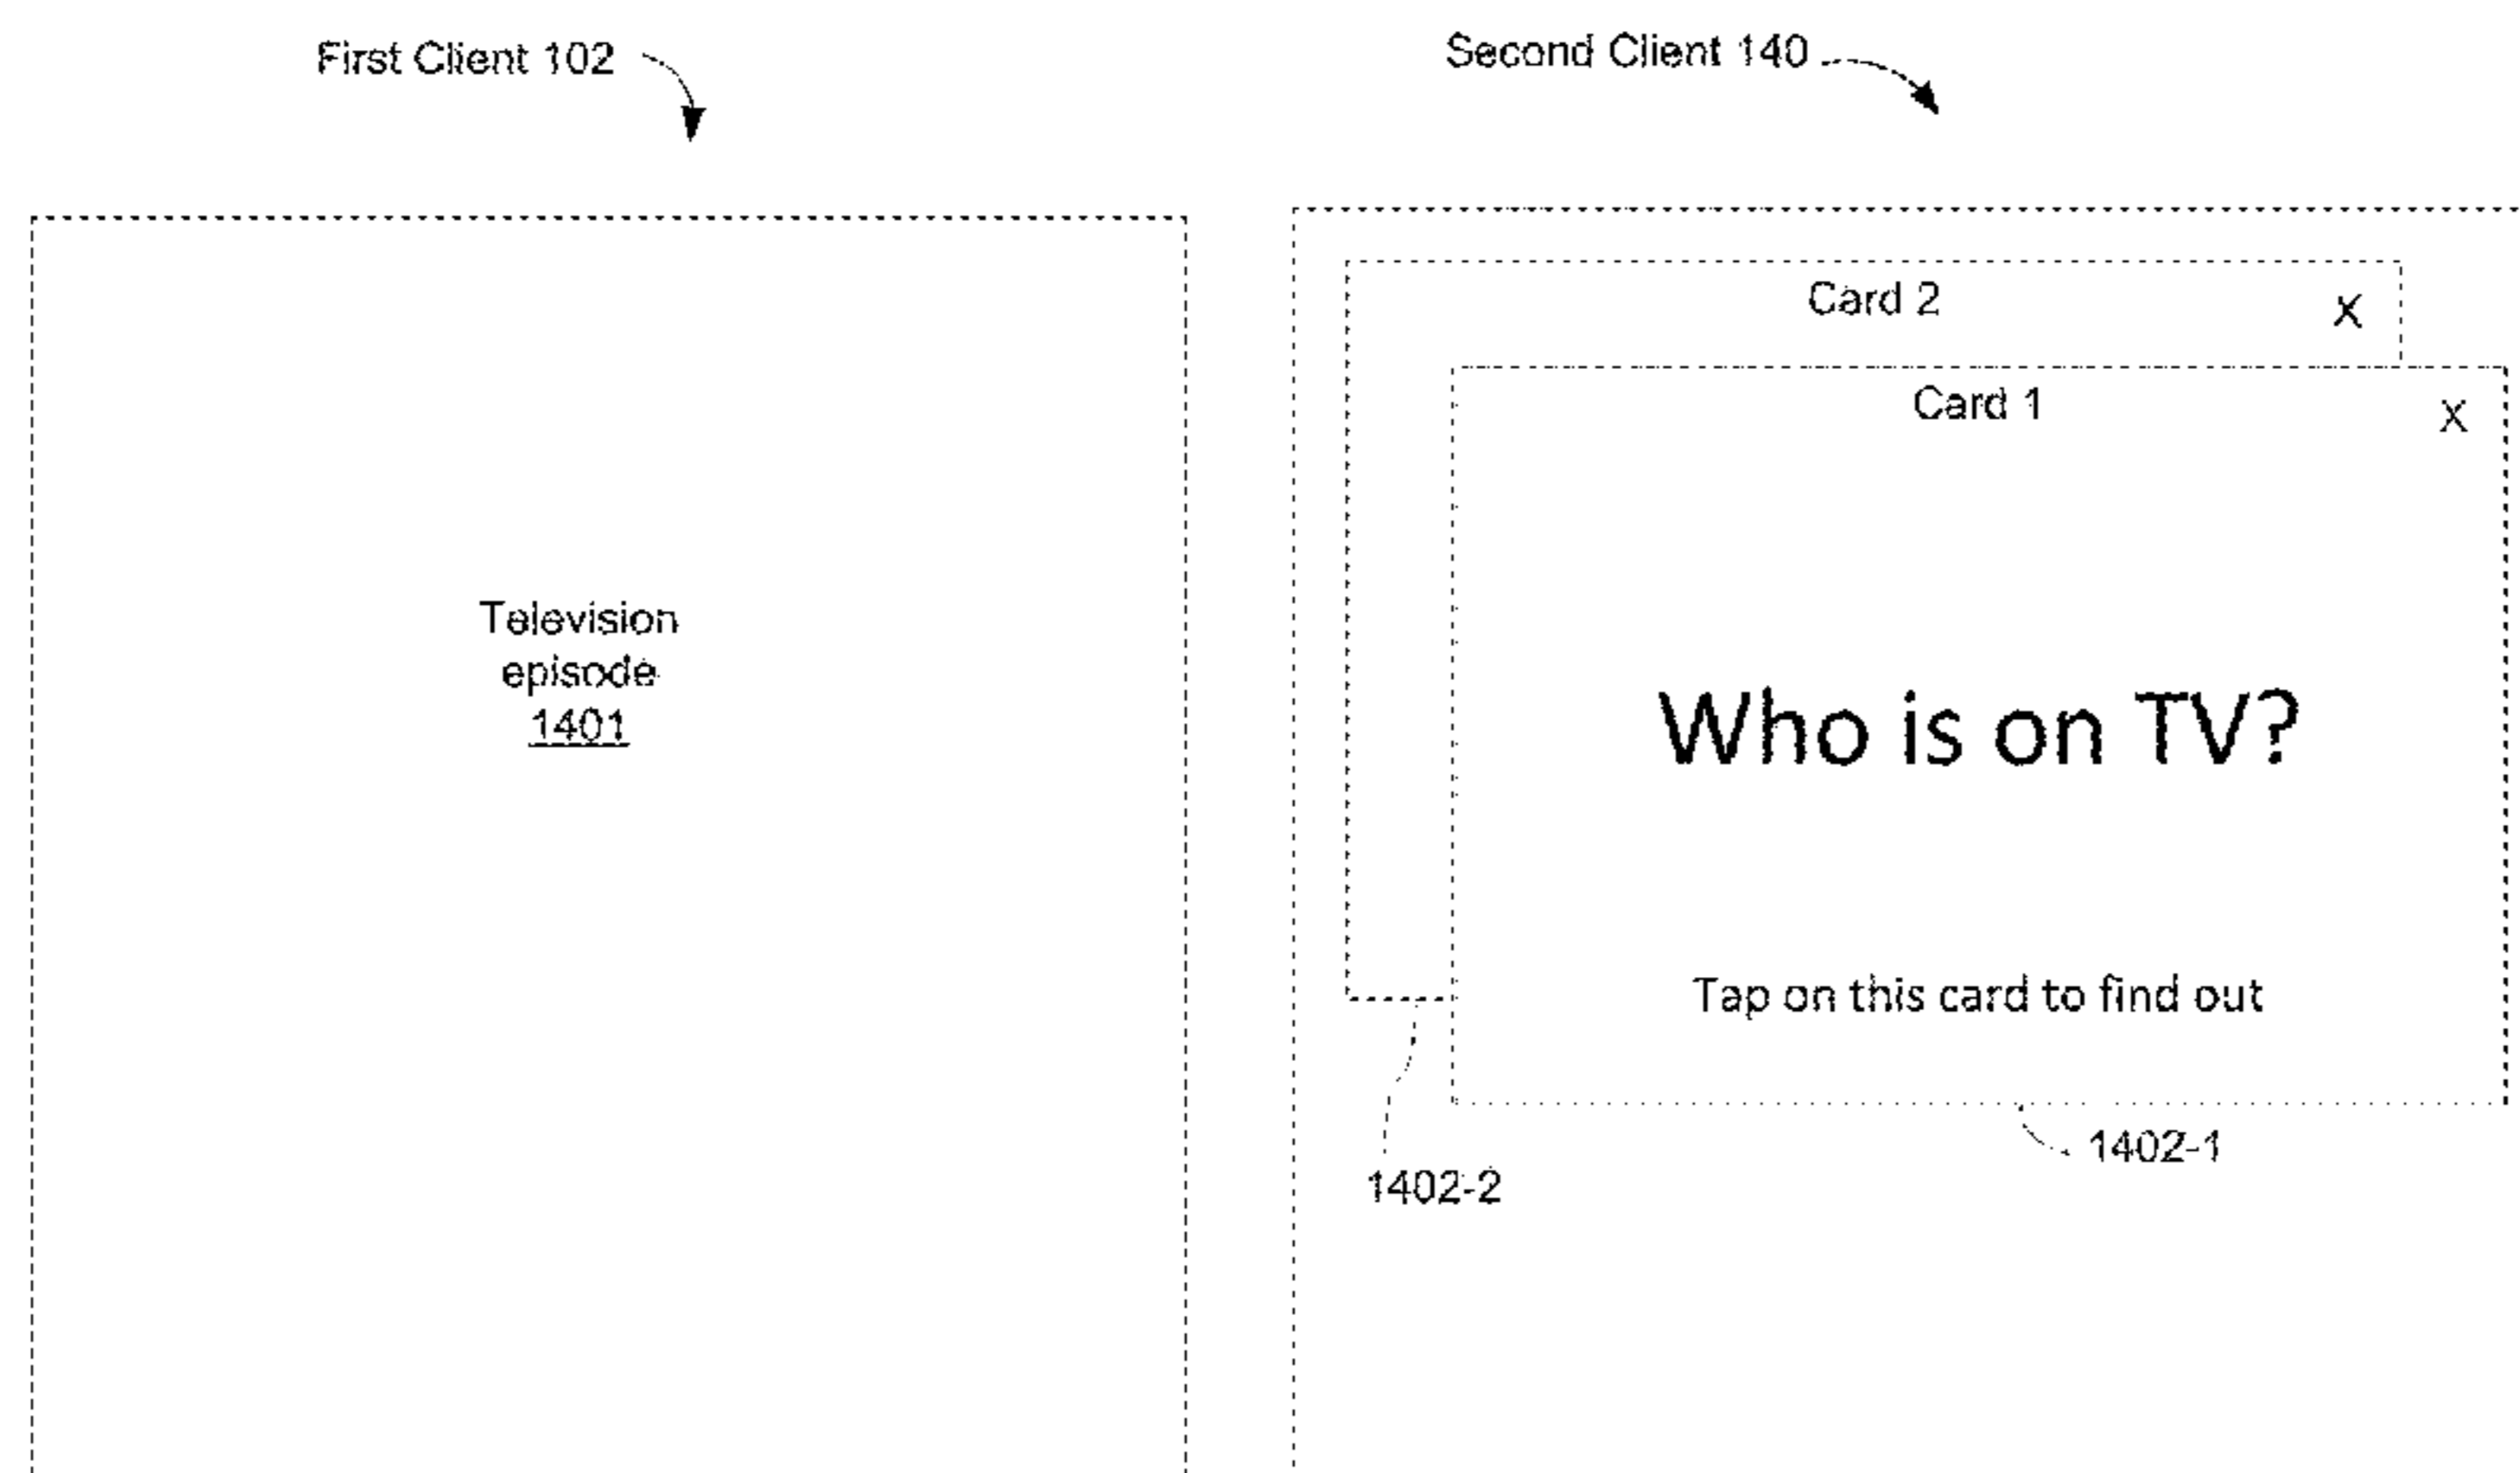 First Client 102
Second Client 140
Television
episode
1401
Card 2
X
Card 1
X
Who is on TV?
Tap on this card to find out
1402-1
1402-2